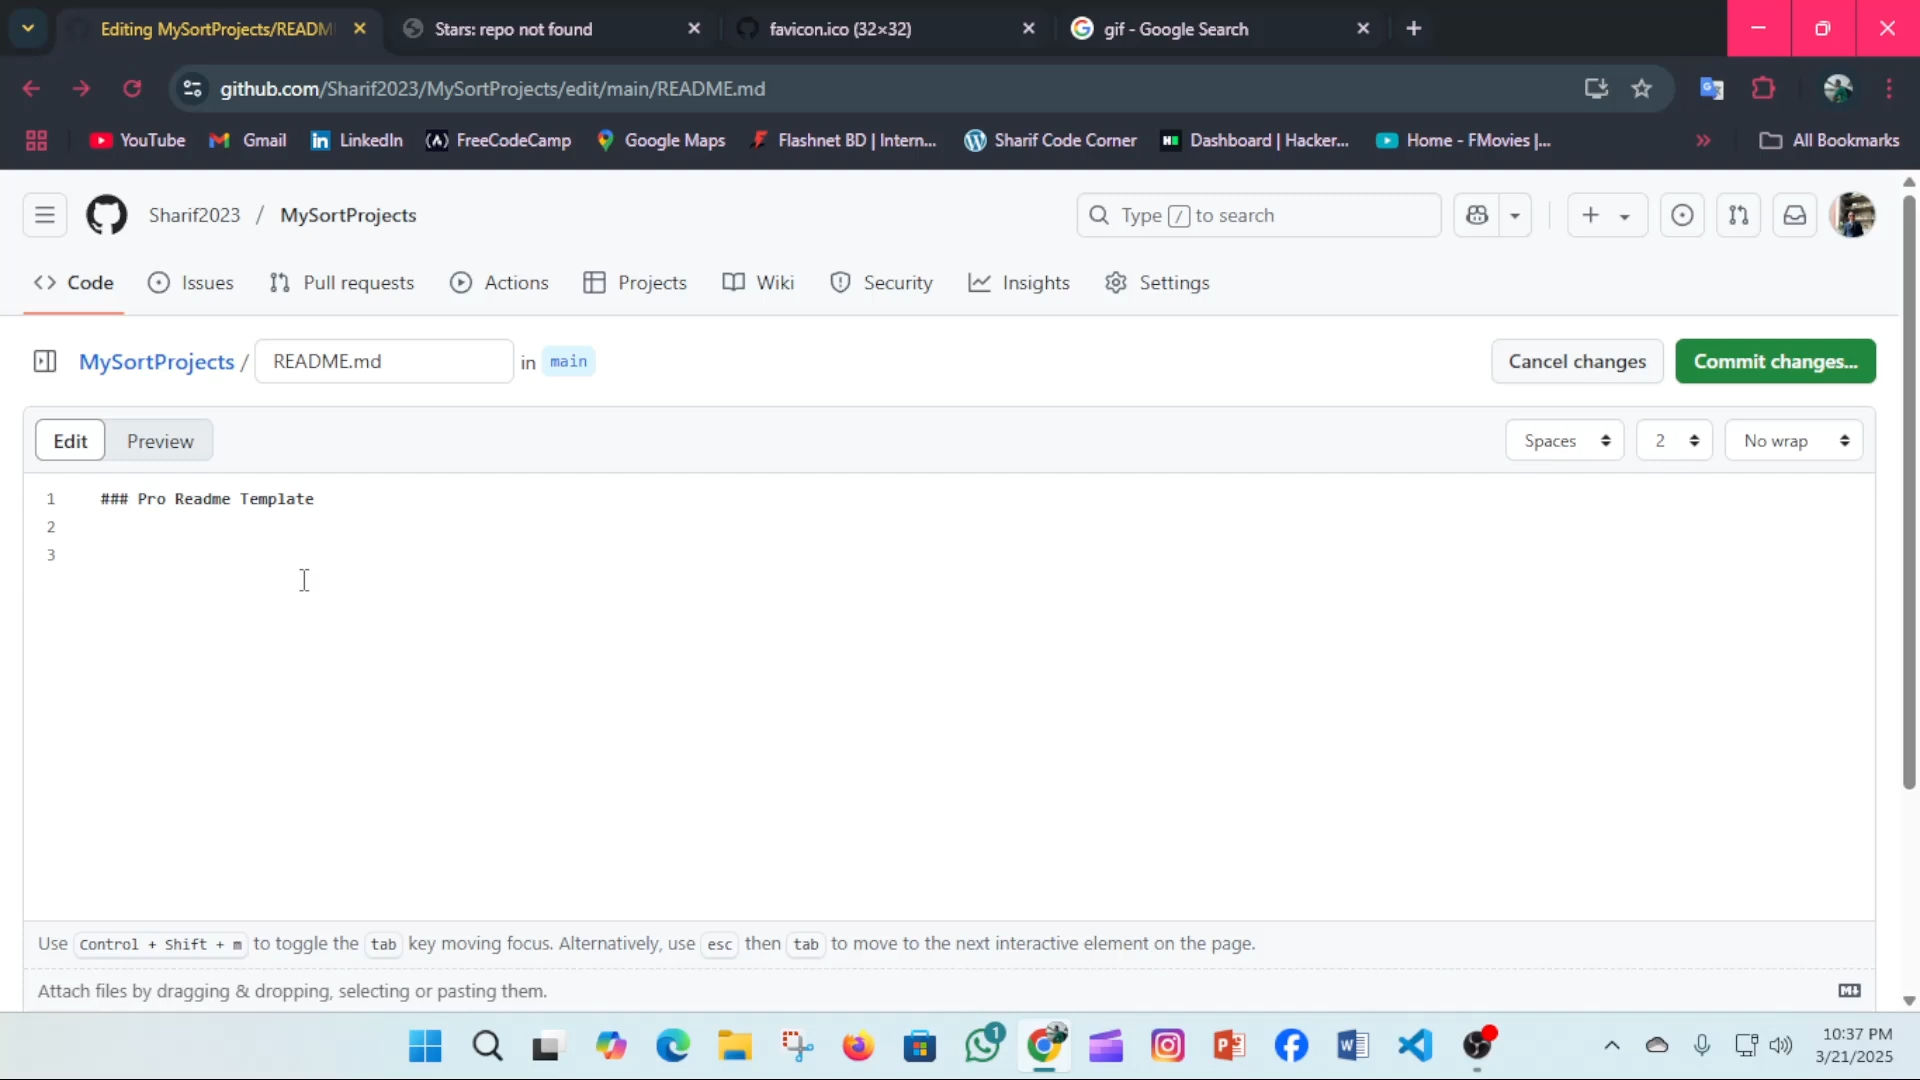 Editing MySortProjects/READM
Stars: repo not found
favicon.ico (32×32)
gif - Google Search
github.com/Sharif2023/MySortProjects/edit/main/README.md
YouTube
Gmail
LinkedIn
FreeCodeCamp
Google Maps
Flashnet BD | Intern...
Sharif Code Corner
Dashboard | Hacker...
Home - FMovies |...
All Bookmarks
Sharif2023 / MySortProjects
Type / to search
Code
Issues
Pull requests
Actions
Projects
Wiki
Security
Insights
Settings
MySortProjects / README.md in main
Cancel changes
Commit changes...
Edit
Preview
Spaces
2
No wrap
1 ### Pro Readme Template
2
3
Use Control + Shift + m to toggle the tab key moving focus. Alternatively, use esc then tab to move to the next interactive element on the page.
Attach files by dragging & dropping, selecting or pasting them.
1
10:37 PM
3/21/2025